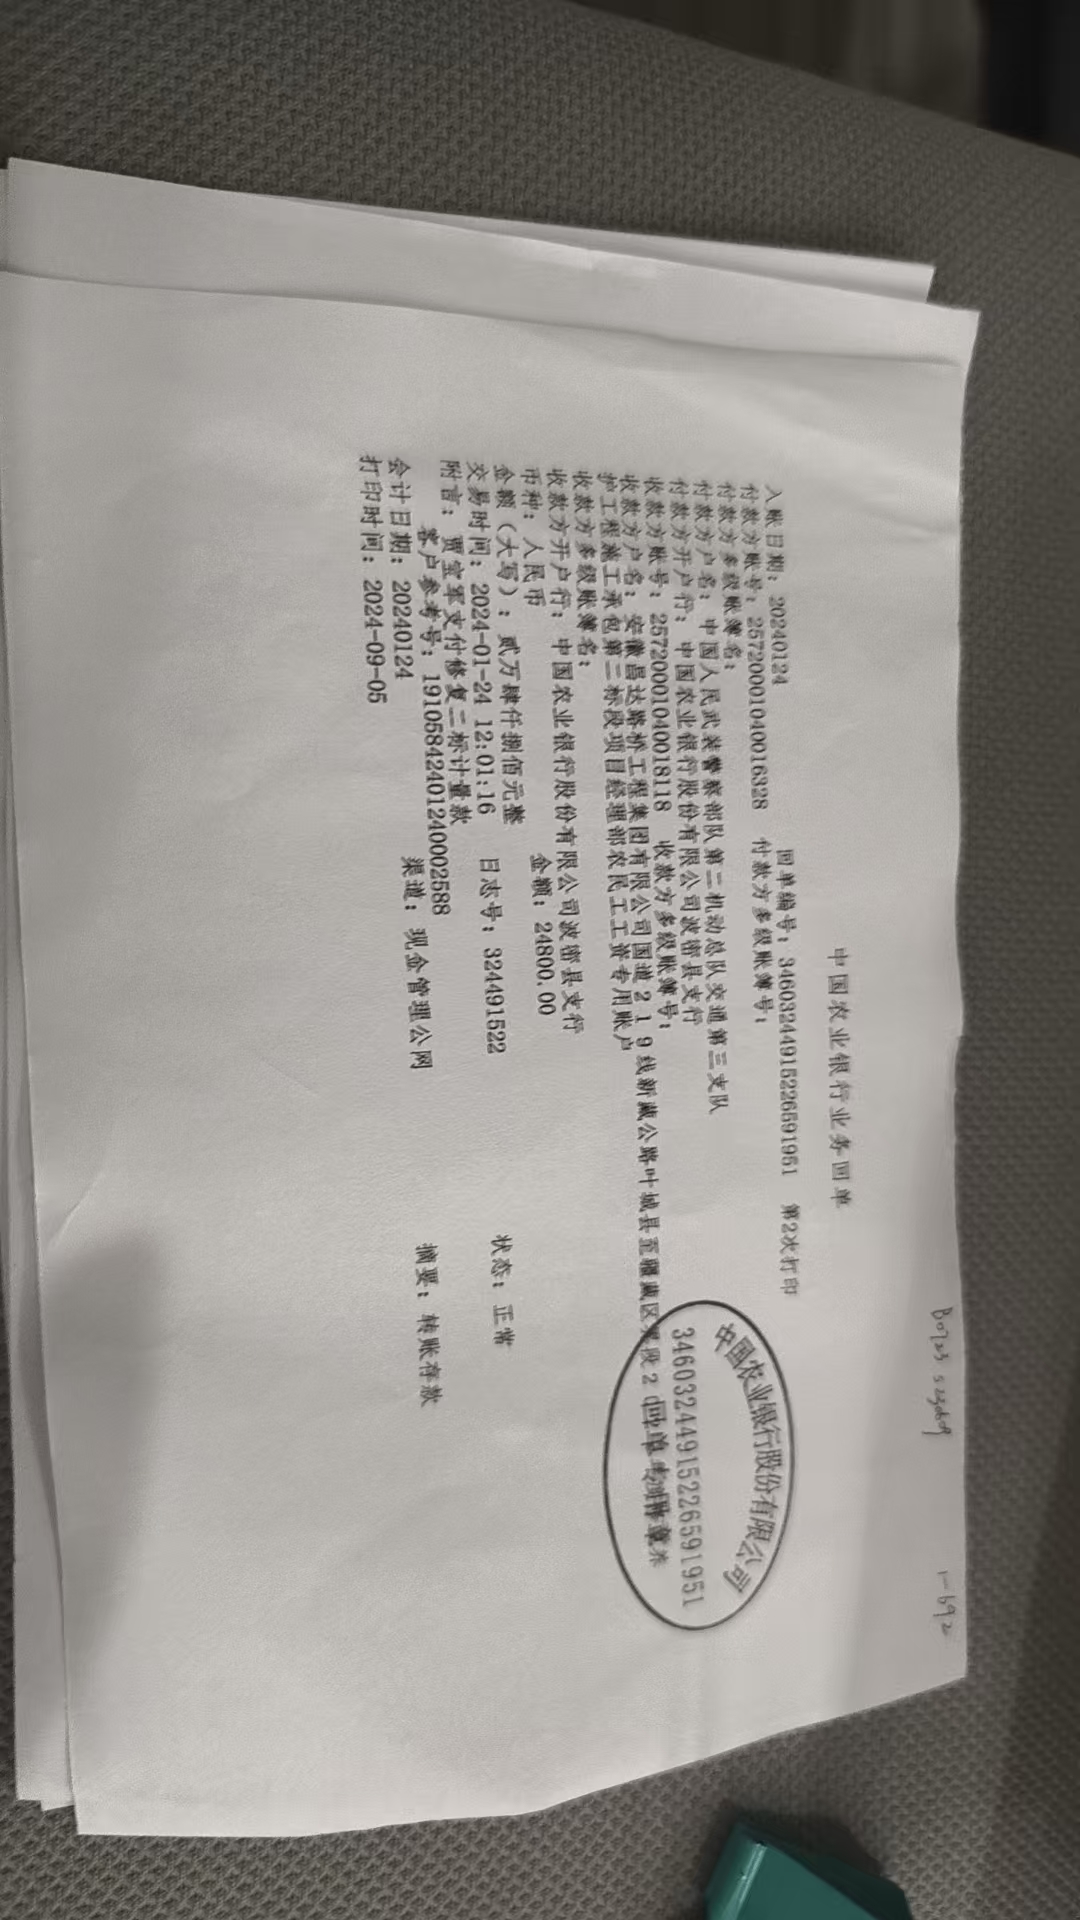 中国农业银行业务回单
回单编号：34603244915226591951 第2次打印
入账日期：20240124
付款方账号：25720001040016328 付款方多级账簿号：
付款方多级账簿名：
付款方户名：中国人民武装警察部队第二机动总队交通第三支队
付款方开户行：中国农业银行股份有限公司波密县支行
收款方账号：25720001040018118 收款方多级账簿号：
收款方户名：安徽昌达路桥工程集团有限公司国道219线新藏公路叶城县至疆藏区界段2
护工程施工承包第二标段项目经理部农民工工资专用账户
收款方多级账簿名：
收款方开户行：中国农业银行股份有限公司波密县支行
币种：人民币 金额：24800.00
金额（大写）：贰万肆仟捌佰元整
交易时间：2024-01-24 12:01:16 日志号：324491522 状态：正常
附言：贾宝军支付修复二标计量款
客户参考号：19105842401240002588
会计日期：20240124 渠道：现金管理公网 摘要：转账存款
打印时间：2024-09-05
中国农业银行股份有限公司
34603244915226591951
回单专用章
1-692